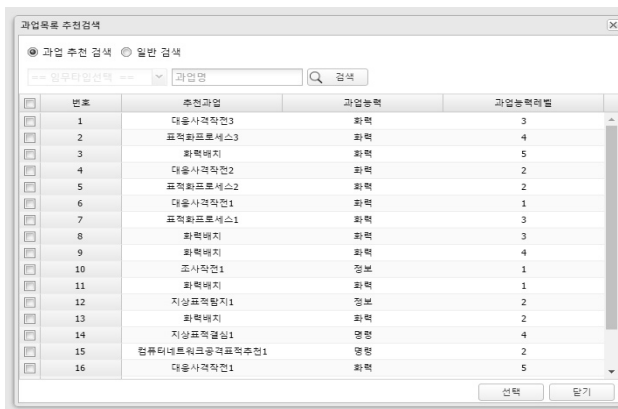 과업목록 추천검색
과업 추천 검색 일반 검색
== 임무타입선택 == 과업명 검색
번호 추천과업 과업능력 과업능력레벨
1 대응사격작전3 화력 3
2 표적화프로세스3 화력 4
3 화력배치 화력 5
4 대응사격작전2 화력 2
5 표적화프로세스2 화력 2
6 대응사격작전1 화력 1
7 표적화프로세스1 화력 3
8 화력배치 화력 3
9 화력배치 화력 4
10 조사작전1 정보 1
11 화력배치 화력 1
12 지상표적탐지1 정보 2
13 화력배치 화력 2
14 지상표적결심1 명령 4
15 컴퓨터네트워크공격표적추천1 명령 2
16 대응사격작전1 화력 5
선택 닫기